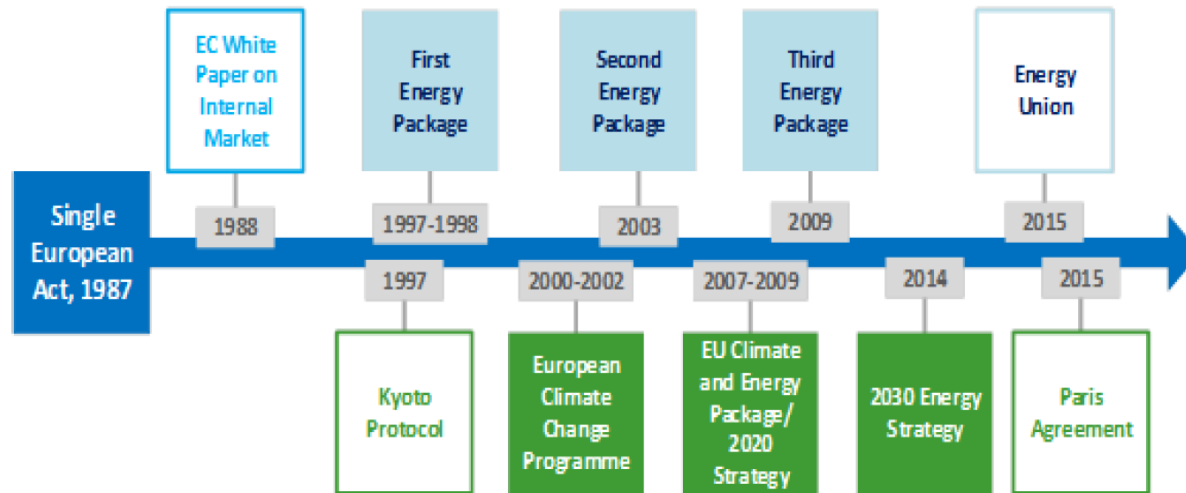 EC White
Paper on
Internal
Market
First
Energy
Package
Second
Energy
Package
Third
Energy
Package
Energy
Union
Single
European
Act, 1987
1988
1997-1998
2003
2009
2015
1997
2000-2002
2007-2009
2014
2015
Kyoto
Protocol
European
Climate
Change
Programme
EU Climate
and Energy
Package/
2020
Strategy
2030 Energy
Strategy
Paris
Agreement